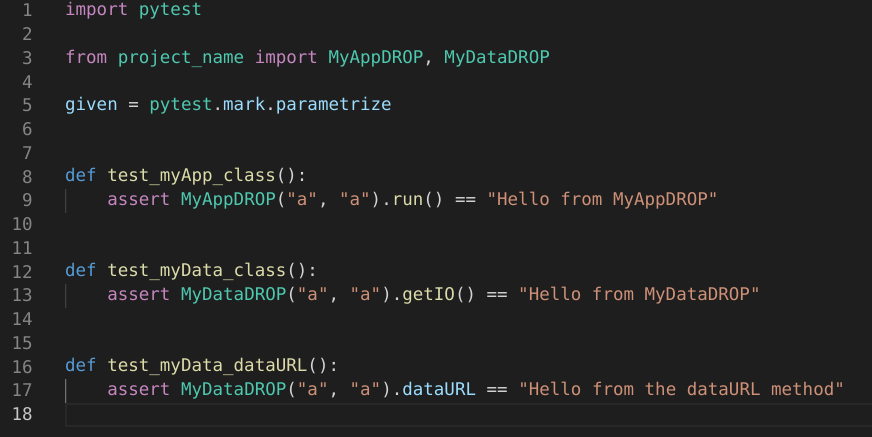 1 import pytest
2
3 from project_name import MyAppDROP, MyDataDROP
4
5 given = pytest.mark.parametrize
6
7
8 def test_myApp_class():
9     assert MyAppDROP("a", "a").run() == "Hello from MyAppDROP"
10
11
12 def test_myData_class():
13     assert MyDataDROP("a", "a").getIO() == "Hello from MyDataDROP"
14
15
16 def test_myData_dataURL():
17     assert MyDataDROP("a", "a").dataURL == "Hello from the dataURL method"
18